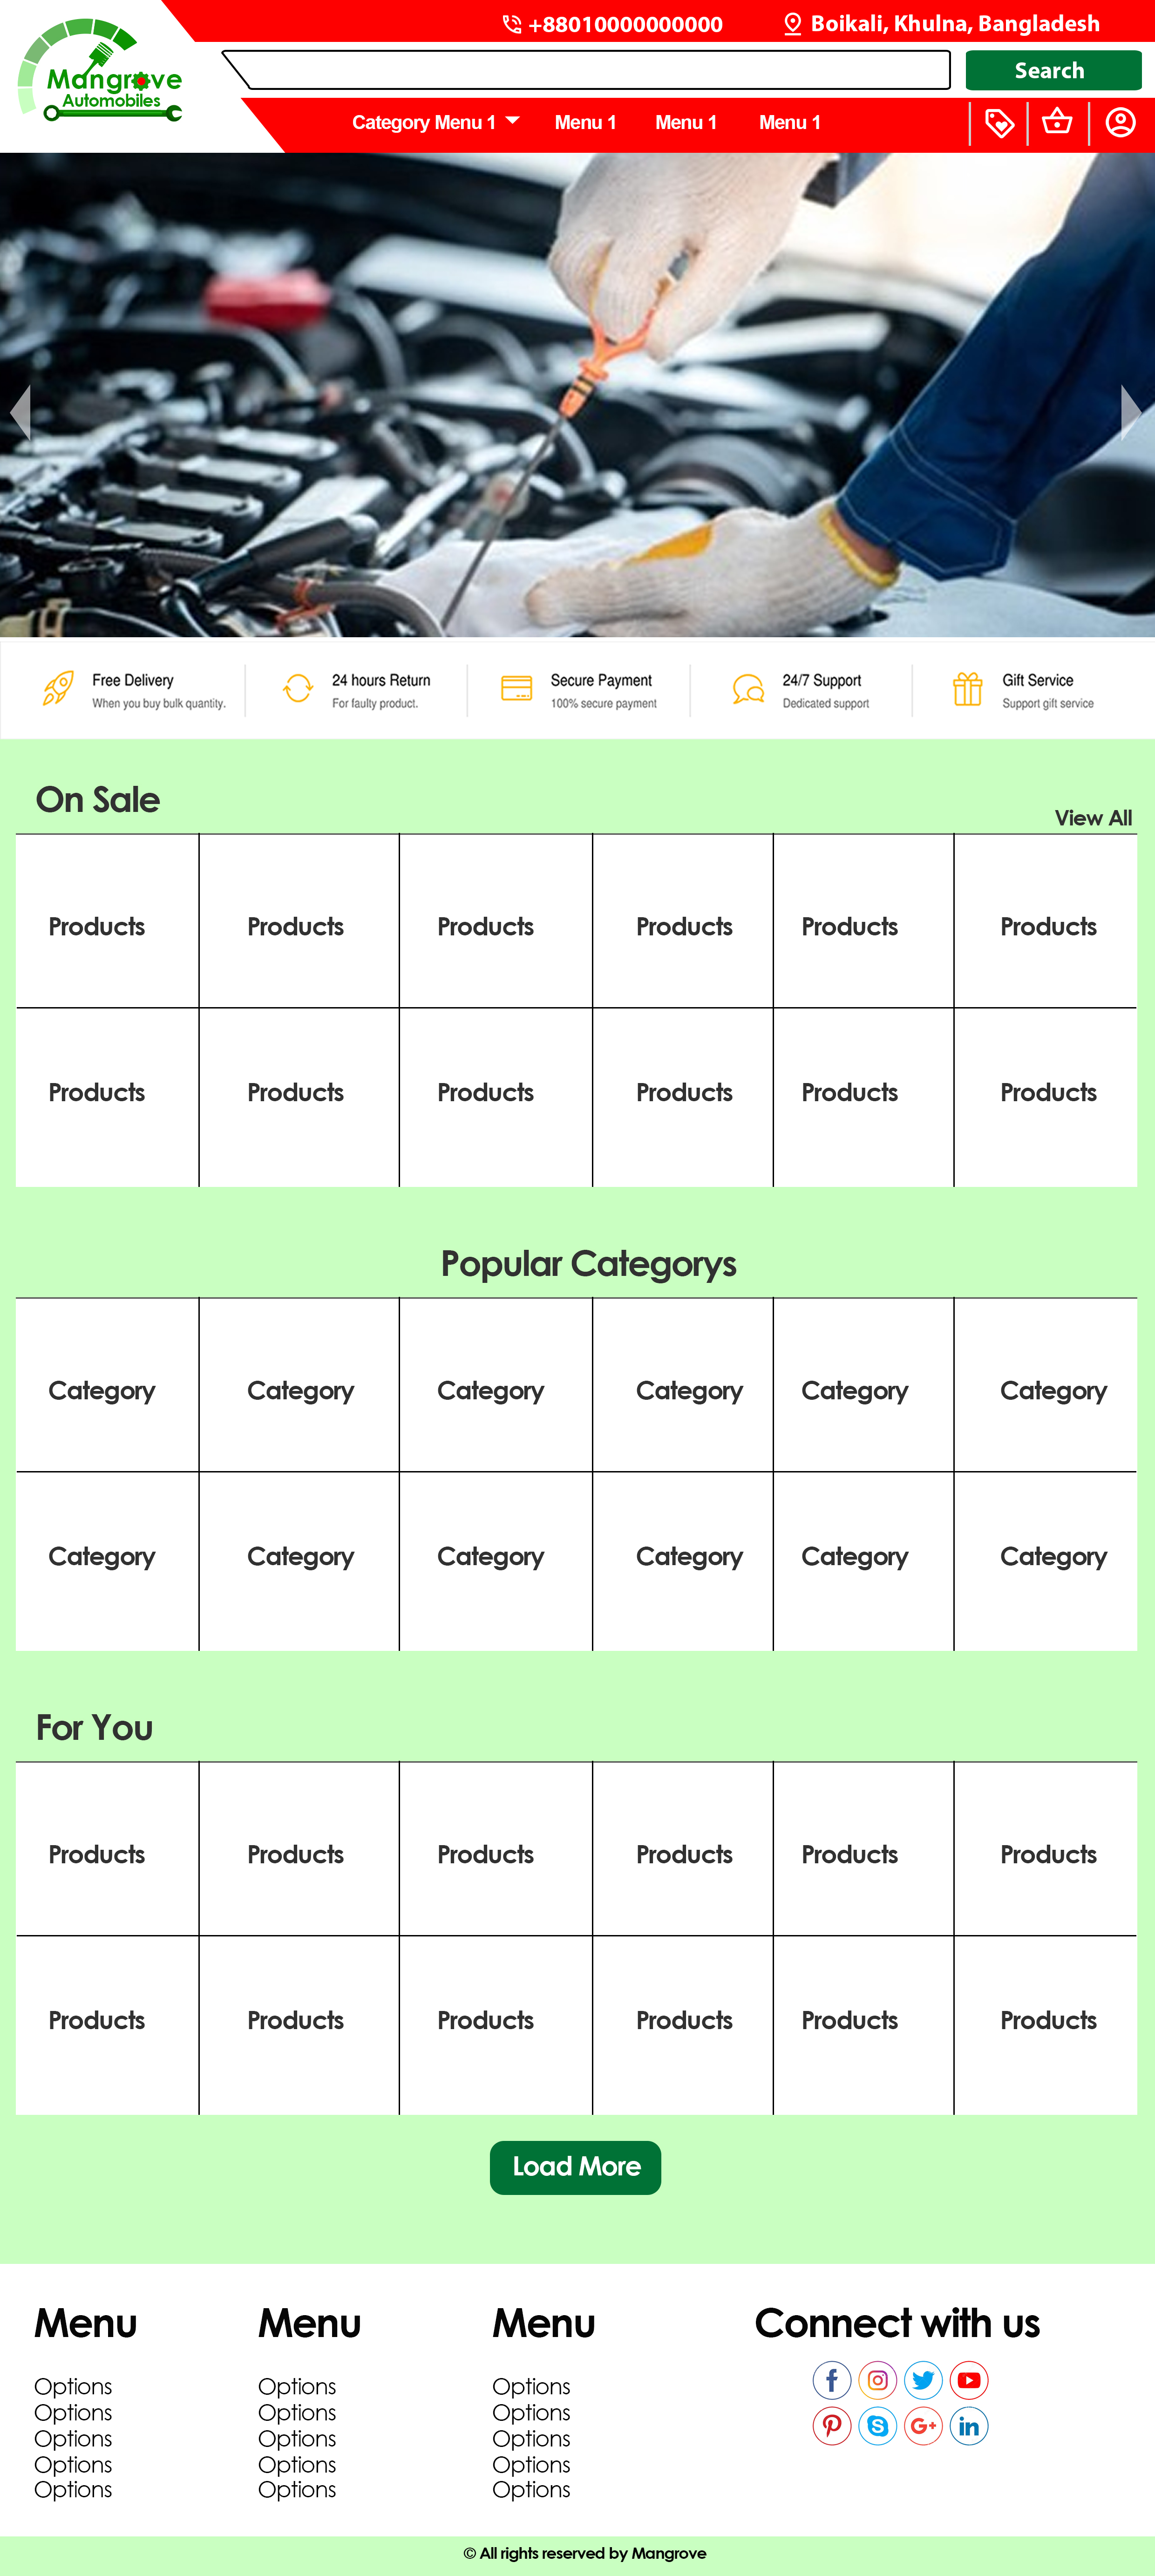 +88010000000000 Boikali, Khulna, Bangladesh
Mangrove
Automobiles
Search
Category Menu 1 Menu 1 Menu 1 Menu 1
Free Delivery 24 hours Return Secure Payment 24/7 Support Gift Service
When you buy bulk quantity. For faulty product. 100% secure payment Dedicated support Support gift service
On Sale
View All
Products Products Products Products Products Products
Products Products Products Products Products Products
Popular Categorys
Category Category Category Category Category Category
Category Category Category Category Category Category
For You
Products Products Products Products Products Products
Products Products Products Products Products Products
Load More
Menu Menu Menu Connect with us
Options Options Options
Options Options Options
Options Options Options
Options Options Options
Options Options Options
© All rights reserved by Mangrove